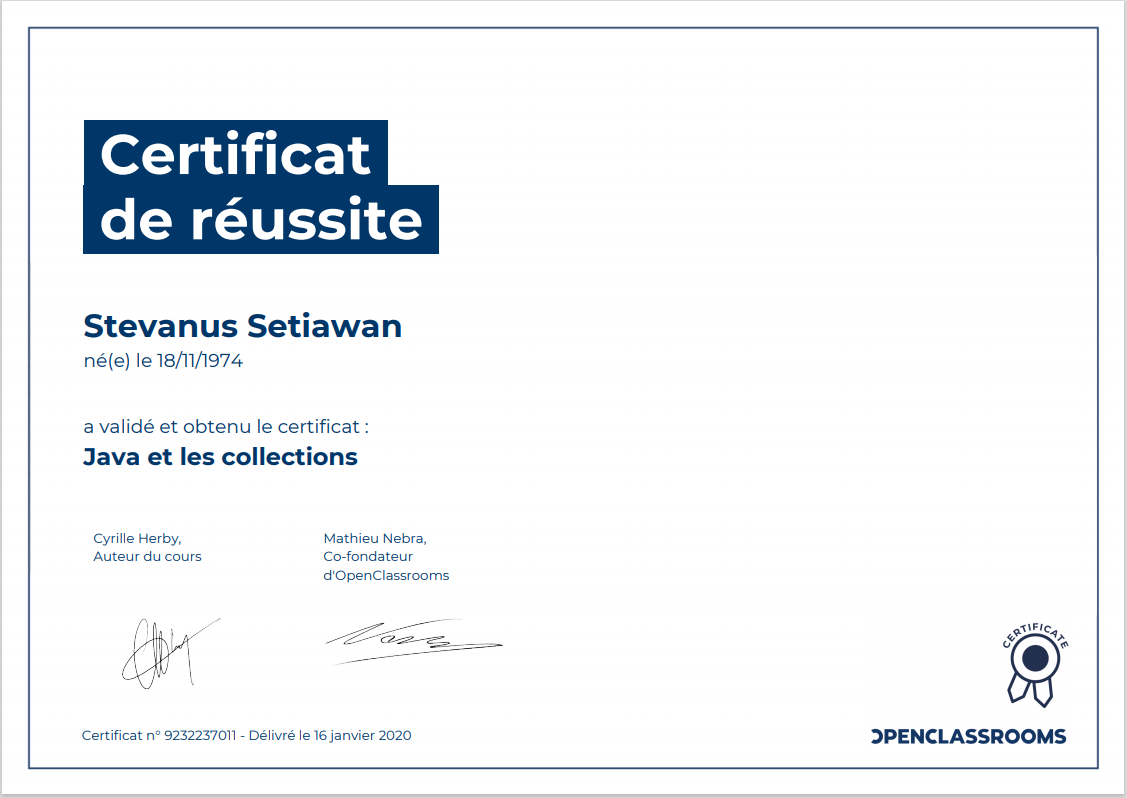 Certificat
de réussite
Stevanus Setiawan
né(e) le 18/11/1974
a validé et obtenu le certificat :
Java et les collections
Cyrille Herby,
Auteur du cours
Mathieu Nebra,
Co-fondateur
d'OpenClassrooms
CERTIFICATE
Certificat n° 9232237011 - Délivré le 16 janvier 2020
OPENCLASSROOMS